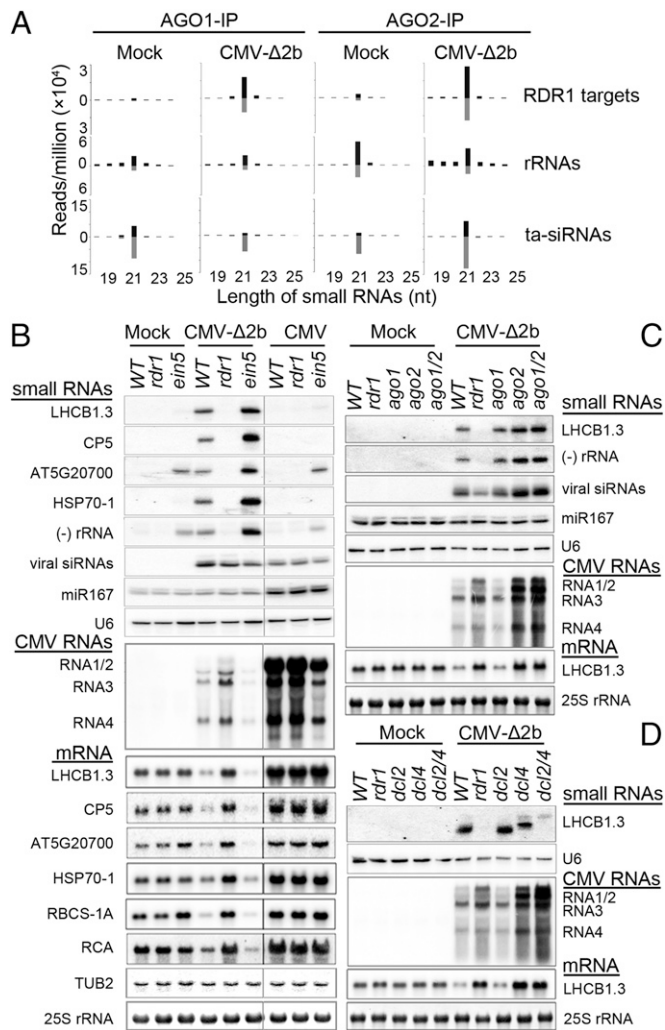 A
AGO1-IP AGO2-IP
Mock CMV-Δ2b Mock CMV-Δ2b
Reads/million (×10⁴)
3
0
3
RDR1 targets
6
0
6
rRNAs
0
15
ta-siRNAs
19 21 23 25 19 21 23 25 19 21 23 25 19 21 23 25
Length of small RNAs (nt)
B
Mock CMV-Δ2b CMV
WT rdr1 ein5 WT rdr1 ein5 WT rdr1 ein5
small RNAs
LHCB1.3
CP5
AT5G20700
HSP70-1
(-) rRNA
viral siRNAs
miR167
U6
CMV RNAs
RNA1/2
RNA3
RNA4
mRNA
LHCB1.3
CP5
AT5G20700
HSP70-1
RBCS-1A
RCA
TUB2
25S rRNA
C
Mock CMV-Δ2b
WT rdr1 ago1 ago2 ago1/2 WT rdr1 ago1 ago2 ago1/2
small RNAs
LHCB1.3
(-) rRNA
viral siRNAs
miR167
U6
CMV RNAs
RNA1/2
RNA3
RNA4
mRNA
LHCB1.3
25S rRNA
D
Mock CMV-Δ2b
WT rdr1 dcl2 dcl4 dcl2/4 WT rdr1 dcl2 dcl4 dcl2/4
small RNAs
LHCB1.3
U6
CMV RNAs
RNA1/2
RNA3
RNA4
mRNA
LHCB1.3
25S rRNA